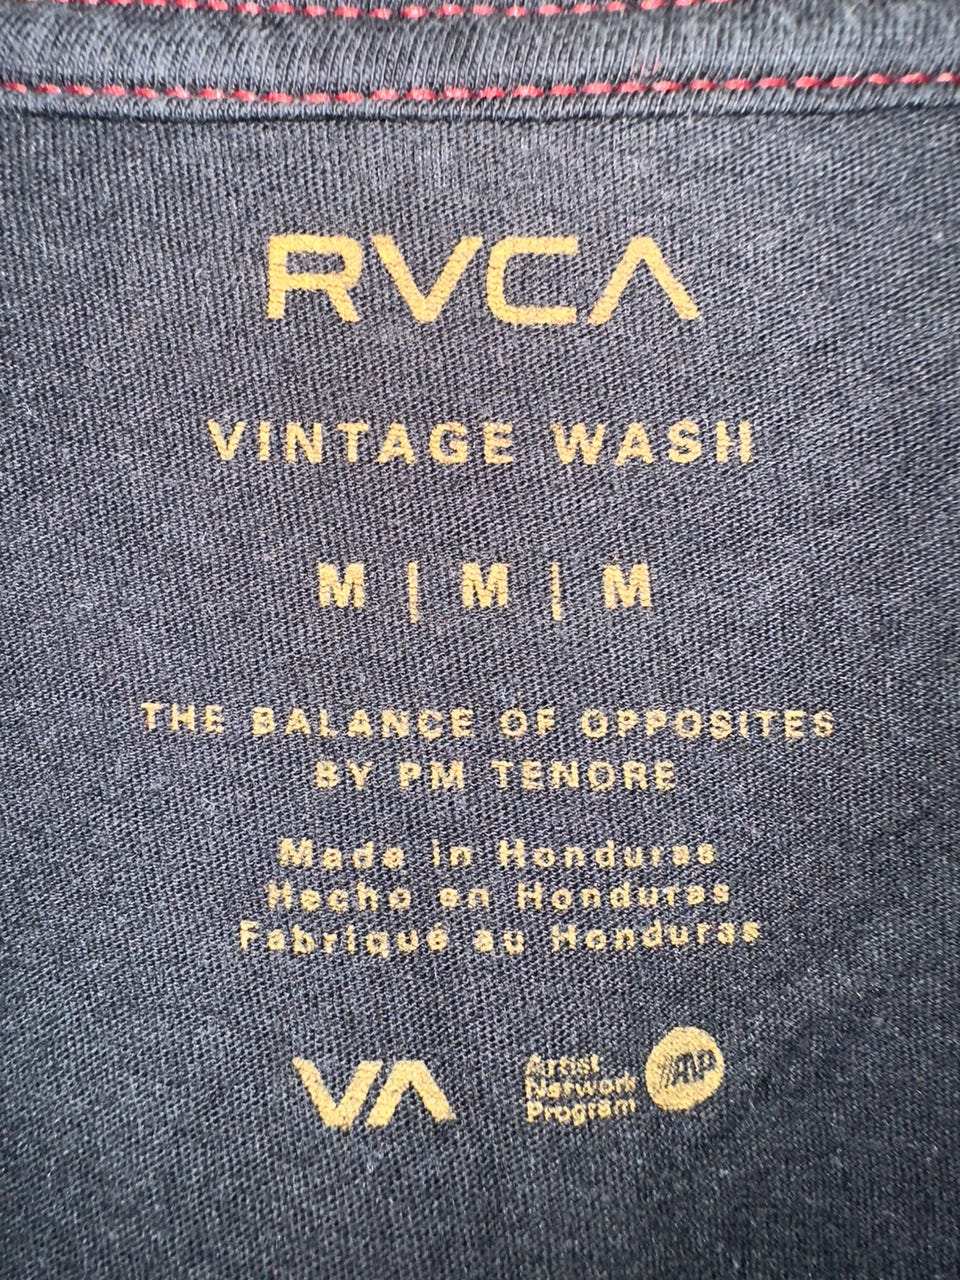 RVCA
VINTAGE WASH
M | M | M
THE BALANCE OF OPPOSITES
BY PM TENORE
Made in Honduras
Hecho en Honduras
Fabriqué au Honduras
VA
Artist
Network
Program